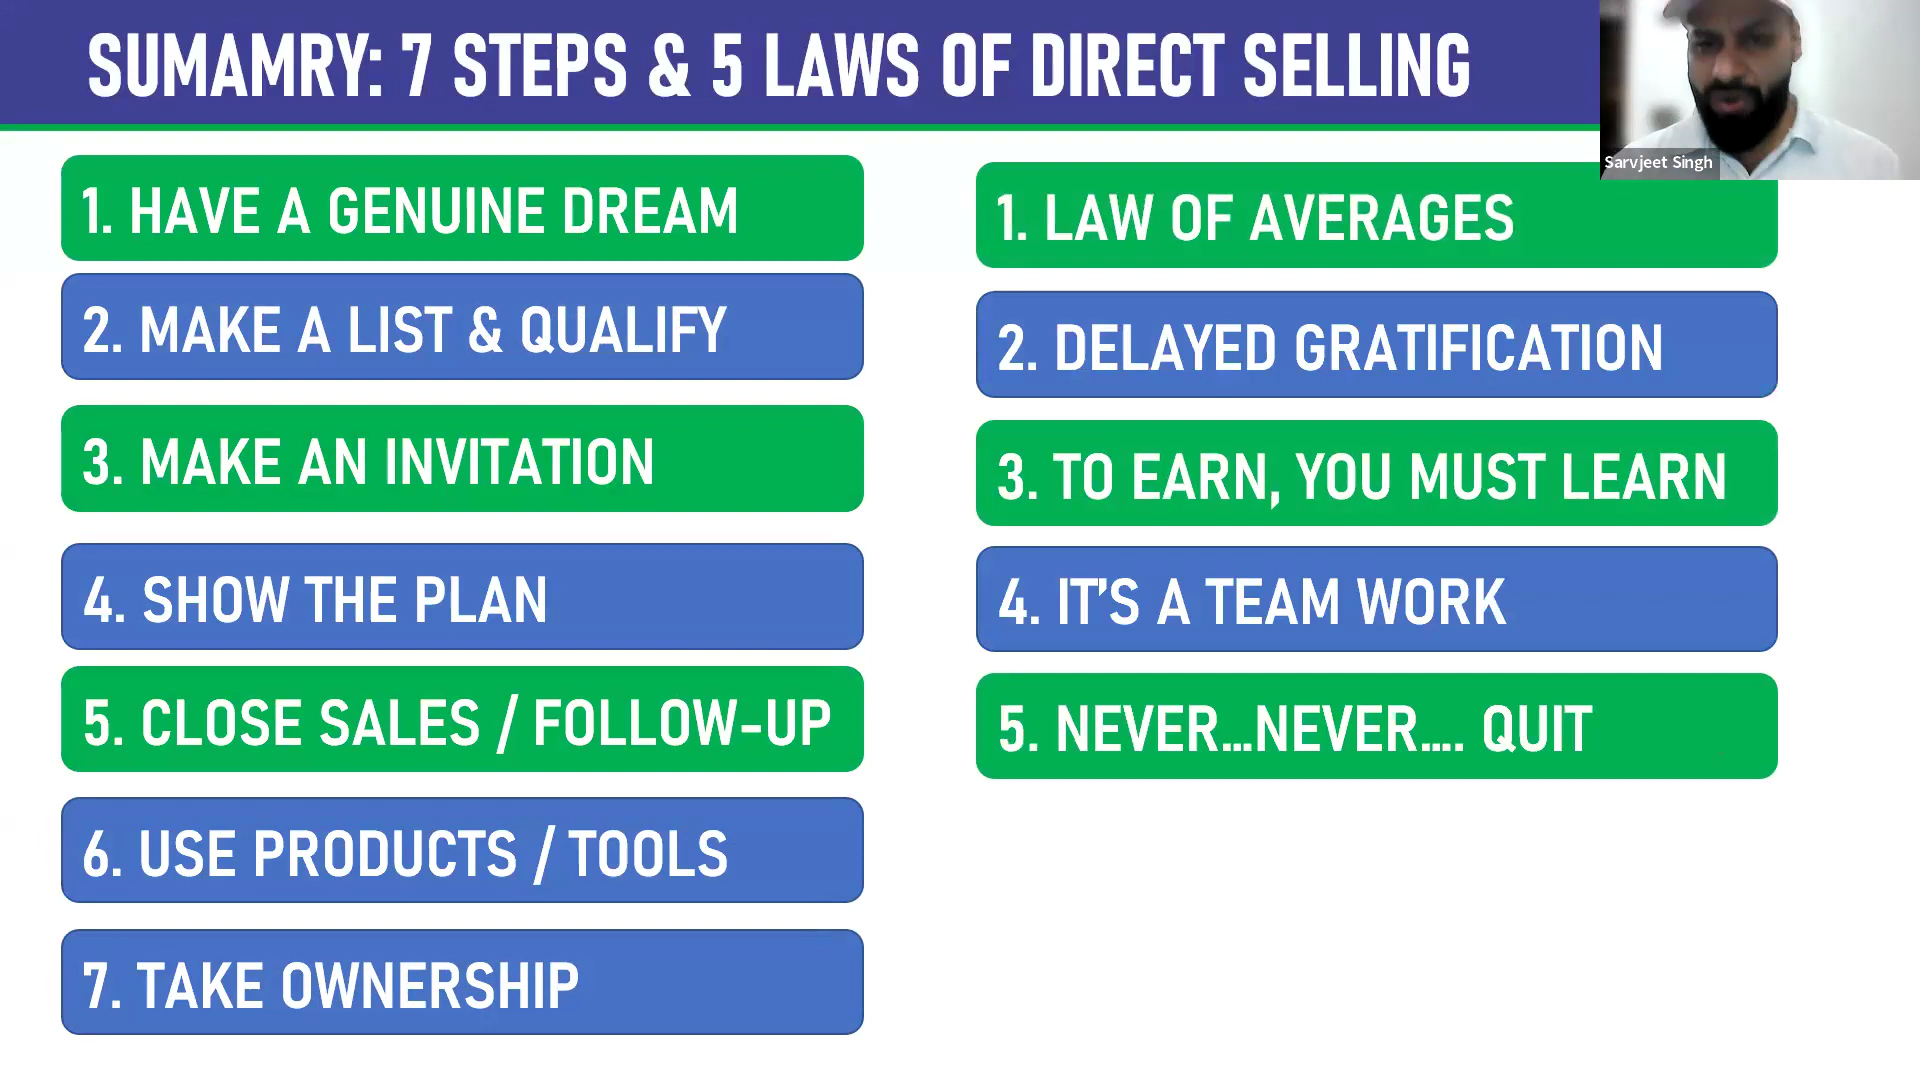 SUMAMRY: 7 STEPS & 5 LAWS OF DIRECT SELLING
Sarvjeet Singh
1. HAVE A GENUINE DREAM
2. MAKE A LIST & QUALIFY
3. MAKE AN INVITATION
4. SHOW THE PLAN
5. CLOSE SALES / FOLLOW-UP
6. USE PRODUCTS / TOOLS
7. TAKE OWNERSHIP
1. LAW OF AVERAGES
2. DELAYED GRATIFICATION
3. TO EARN, YOU MUST LEARN
4. IT’S A TEAM WORK
5. NEVER...NEVER.... QUIT